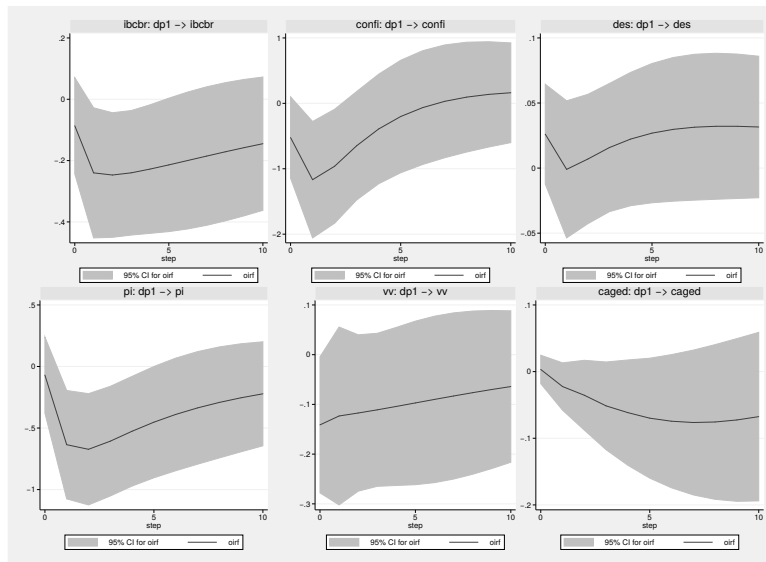 ibcbr: dp1 −> ibcbr
.2
0
−.2
−.4
0
5
10
step
95% CI for oirf
oirf
confi: dp1 −> confi
1
0
−1
−2
0
5
10
step
95% CI for oirf
oirf
des: dp1 −> des
.1
.05
0
−.05
0
5
10
step
95% CI for oirf
oirf
pi: dp1 −> pi
.5
0
−.5
−1
0
5
10
step
95% CI for oirf
oirf
vv: dp1 −> vv
.1
0
−.1
−.2
−.3
0
5
10
step
95% CI for oirf
oirf
caged: dp1 −> caged
.1
0
−.1
−.2
0
5
10
step
95% CI for oirf
oirf